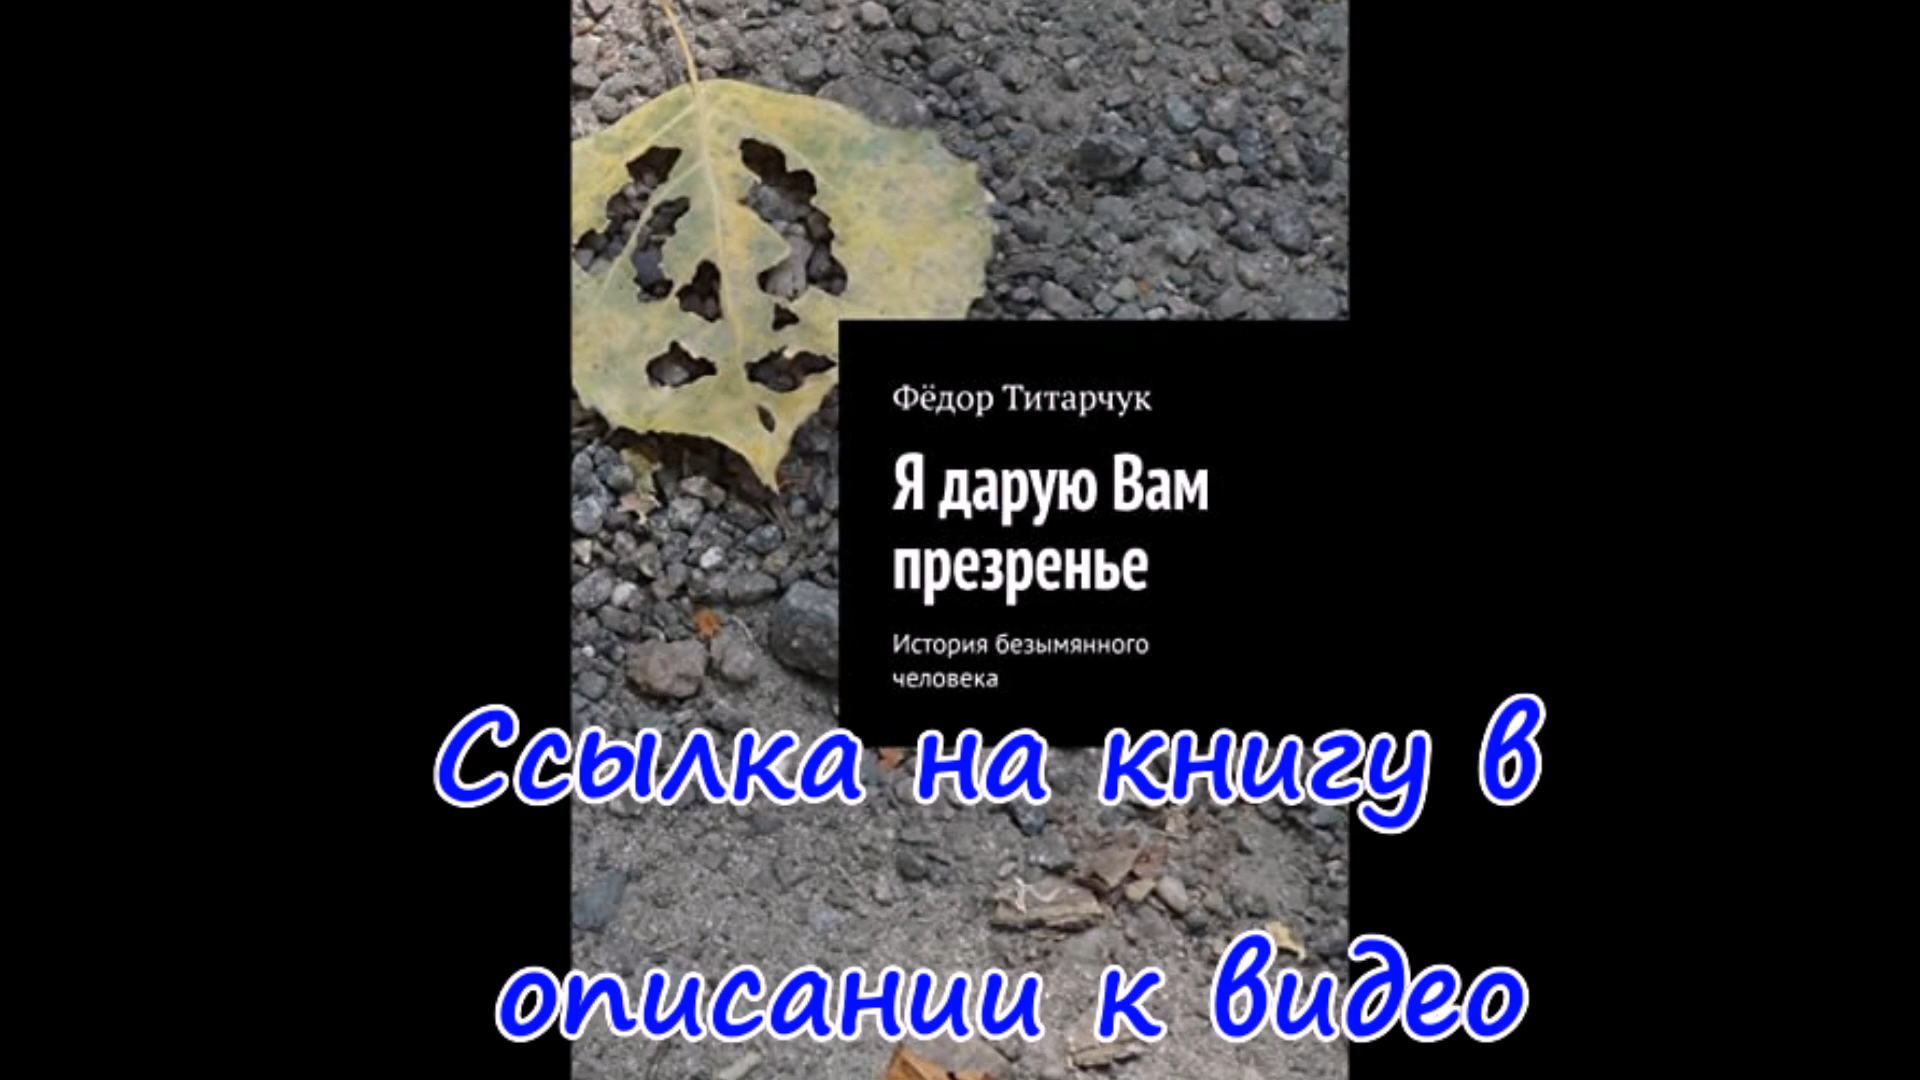 Фёдор Титарчук
Я дарую Вам
презренье
История безымянного
человека
Ссылка на книгу в
описании к видео